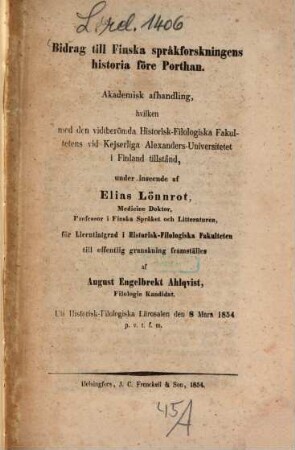 L. rel. 1406
Bidrag till Finska språkforskningens
historia före Porthan.
Akademisk afhandling,
hvilken
med den vidtberömda Historisk-Filologiska Fakul-
tetens vid Kejserliga Alexanders-Universitetet
i Finland tillstånd,
under inseende af
Elias Lönnrot,
Medicine Doktor,
Professor i Finska Språket och Litteraturen,
för licentiatgrad i Historisk-Filologiska Fakulteten
till offentlig granskning framställes
af
August Engelbrekt Ahlqvist,
Filologie Kandidat.
Uti Historisk-Filologiska Lärosalen den 8 Mars 1854
p. v. t. f. m.
Helsingfors, J. C. Frenckell & Son, 1854.
45A